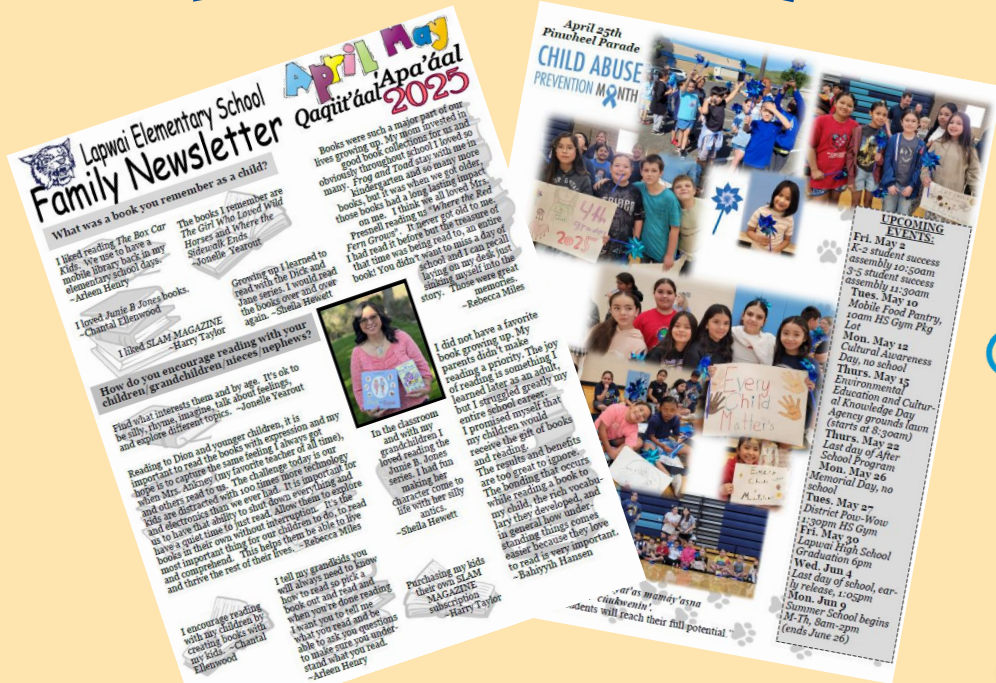 Lapwai Elementary School
Family Newsletter
April May
Qaqiit'áal 'Apa'áal
2025
What was a book you remember as a child?
I liked reading The Box Car
Kids. We use to have a
mobile library back in my
elementary school days.
~Arleen Henry
The books I remember are
The Girl Who Loved Wild
Horses and Where the
Sidewalk Ends
~Jonelle Yearout
I loved Junie B Jones books.
~Chantal Ellenwood
Growing up I learned to
read with the Dick and
Jane series. I would read
the books over and over
again. ~Sheila Hewett
I liked SLAM MAGAZINE
~Harry Taylor
Books were such a major part of our
lives growing up. My mom invested in
good book collections for us and
obviously throughout school I loved so
many. Frog and Toad stay with me in
kindergarten and so many more
books, but it was when we got older,
those books had a long lasting impact
on me. I think we all loved Mrs.
Presnell reading us "Where the Red
Fern Grows". It never got old to me.
I had read it before but the treasure of
that time was being read to, an entire
book! You didn't want to miss a day of
school and I can recall
laying on my desk just
sinking myself into the
story. Those were great
memories.
~Rebecca Miles
How do you encourage reading with your
children/grandchildren/nieces/nephews?
Find what interests them and by age. It's ok to
be silly, rhyme, imagine, talk about feelings,
and explore different topics. ~Jonelle Yearout
Reading to Dion and younger children, it is
important to read the books with expression and my
hope is to capture the same feeling I always got
when Mrs. Ankney (my favorite teacher of all time),
and others read to us. The challenge today is our
kids are distracted with 100 times more technology
and electronics than we ever had. It is important for
us to have that ability to shut down everything and
have a quiet time to just read. Allow them to explore
books in their own without interruption. It's the
most important thing for our children to do, to read
and comprehend. This helps them be able to live
and thrive the rest of their lives. ~Rebecca Miles
In the classroom
and with my
grandchildren I
loved reading the
Junie B. Jones
series. I had fun
making her
character come to
life with her silly
antics.
~Sheila Hewett
I did not have a favorite
book growing up. My
parents didn't make
reading a priority. The joy
of reading is something I
learned later as an adult,
but I struggled greatly my
entire school career.
I promised myself that
my children would
receive the gift of books
and reading.
The results and benefits
are too great to ignore.
The bonding that occurs
while reading a book to
my child, the rich vocabu-
lary they developed, and
in general how under-
standing things comes
easier because they love
to read is very important.
~Bahiyyih Hansen
I encourage reading
with my children by
creating books with
my kids. ~Chantal
Ellenwood
I tell my grandkids you
will always need to know
how to read so pick a
book out and read and
when you're done reading
I want you to tell me
what you read and be
able to ask you questions
to make sure you under-
stand what you read.
~Arleen Henry
Purchasing my kids
their own SLAM
MAGAZINE
subscription
~Harry Taylor
April 25th
Pinwheel Parade
CHILD ABUSE
PREVENTION MONTH
4th
2025
Every
Child
Matters
UPCOMING
EVENTS:
Fri. May 2
K-2 student success
assembly 10:50am
3-5 student success
assembly 11:30am
Tues. May 10
Mobile Food Pantry,
10am HS Gym Pkg
Lot
Mon. May 12
Cultural Awareness
Day, no school
Thurs. May 15
Environmental
Education and Cultur-
al Knowledge Day
Agency grounds lawn
(starts at 8:30am)
Thurs. May 22
Last day of After
School Program
Mon. May 26
Memorial Day, no
school
Tues. May 27
District Pow-Wow
1:30pm HS Gym
Fri. May 30
Lapwai High School
Graduation 6pm
Wed. Jun 4
Last day of school, ear-
ly release, 1:05pm
Mon. Jun 9
Summer School begins
M-Th, 8am-2pm
(ends June 26)
mamáy'asna
cúukwenin'.
will reach their full potential."